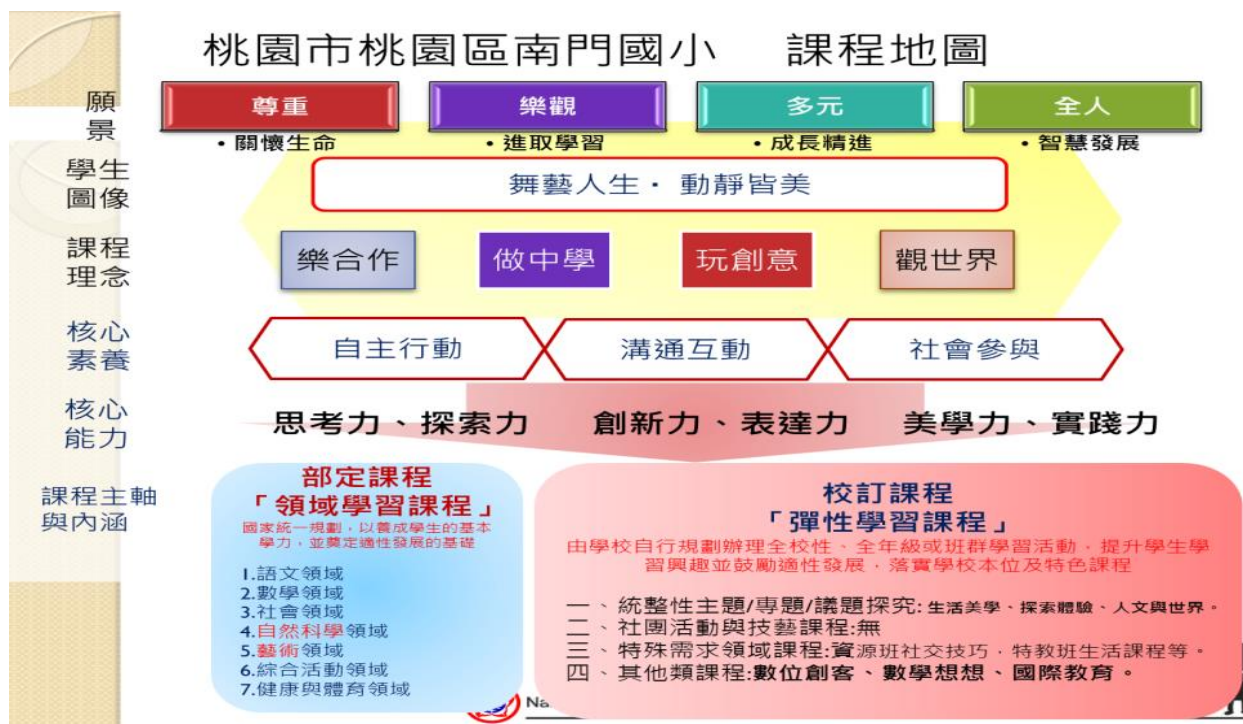 桃園市桃園區南門國小 課程地圖
願景
尊重
樂觀
多元
全人
•關懷生命
•進取學習
•成長精進
•智慧發展
學生圖像
舞藝人生· 動靜皆美
課程理念
樂合作
做中學
玩創意
觀世界
核心素養
自主行動
溝通互動
社會參與
核心能力
思考力、探索力 創新力、表達力 美學力、實踐力
課程主軸與內涵
部定課程
「領域學習課程」
國家統一規劃，以養成學生的基本
學力，並奠定適性發展的基礎
1.語文領域
2.數學領域
3.社會領域
4.自然科學領域
5.藝術領域
6.綜合活動領域
7.健康與體育領域
校訂課程
「彈性學習課程」
由學校自行規劃辦理全校性、全年級或班群學習活動，提升學生學
習興趣並鼓勵適性發展，落實學校本位及特色課程
一、統整性主題/專題/議題探究:生活美學、探索體驗、人文與世界。
二、社團活動與技藝課程:無
三、特殊需求領域課程:資源班社交技巧，特教班生活課程等。
四、其他類課程:數位創客、數學想想、國際教育。
Na